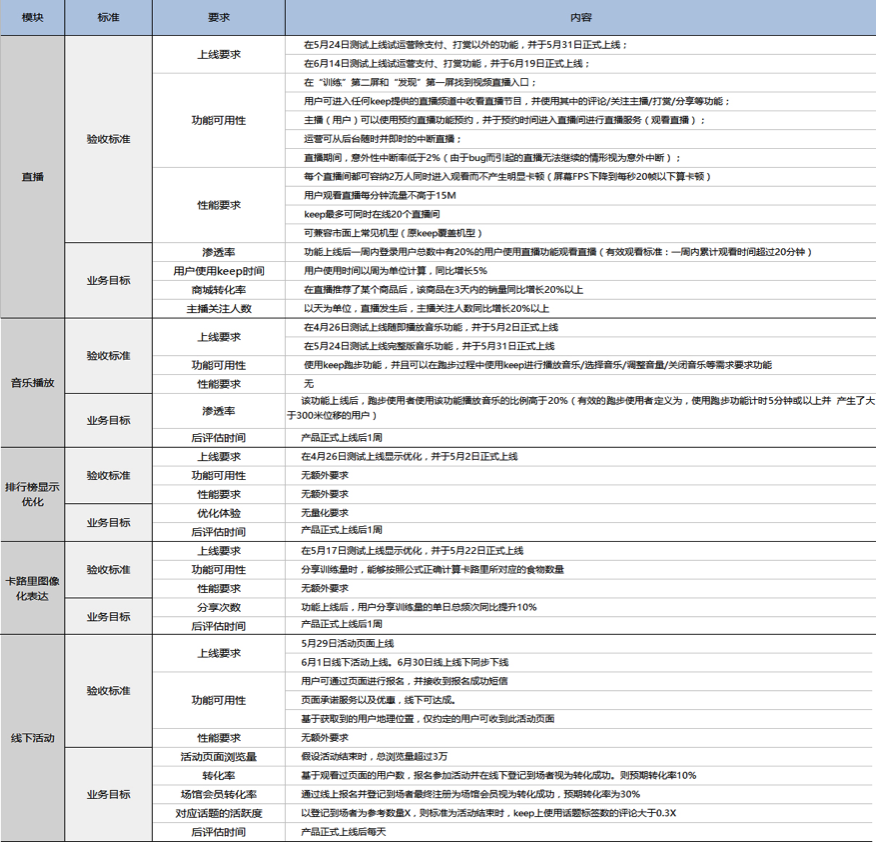 模块 标准 要求 内容
直播 验收标准 上线要求 在5月24日测试上线试运营除支付、打赏以外的功能，并于5月31日正式上线；
在6月14日测试上线试运营支付、打赏功能，并于6月19日正式上线；
功能可用性 在“训练”第二屏和“发现”第一屏找到视频直播入口；
用户可进入任何keep提供的直播频道中收看直播节目，并使用其中的评论/关注主播/打赏/分享等功能；
主播（用户）可以使用预约直播功能预约，并于预约时间进入直播间进行直播服务（观看直播）；
运营可从后台随时并即时的中断直播；
直播期间，意外性中断率低于2%（由于bug而引起的直播无法继续的情形视为意外中断）；
性能要求 每个直播间都可容纳2万人同时进入观看而不产生明显卡顿（屏幕FPS下降到每秒20帧以下算卡顿）
用户观看直播每分钟流量不高于15M
keep最多可同时在线20个直播间
可兼容市面上常见机型（原keep覆盖机型）
业务目标 渗透率 功能上线后一周内登录用户总数中有20%的用户使用直播功能观看直播（有效观看标准：一周内累计观看时间超过20分钟）
用户使用keep时间 用户使用时间以周为单位计算，同比增长5%
商城转化率 在直播推荐了某个商品后，该商品在3天内的销量同比增长20%以上
主播关注人数 以天为单位，直播发生后，主播关注人数同比增长20%以上
音乐播放 验收标准 上线要求 在4月26日测试上线随即播放音乐功能，并于5月2日正式上线
在5月24日测试上线完整版音乐功能，并于5月31日正式上线
功能可用性 使用keep跑步功能，并且可以在跑步过程中使用keep进行播放音乐/选择音乐/调整音量/关闭音乐等需求要求功能
性能要求 无
业务目标 渗透率 该功能上线后，跑步使用者使用该功能播放音乐的比例高于20%（有效的跑步使用者定义为，使用跑步功能计时5分钟或以上并 产生了大
于300米位移的用户）
后评估时间 产品正式上线后1周
排行榜显示
优化 验收标准 上线要求 在4月26日测试上线显示优化，并于5月2日正式上线
功能可用性 无额外要求
性能要求 无额外要求
业务目标 优化体验 无量化要求
后评估时间 产品正式上线后1周
卡路里图像
化表达 验收标准 上线要求 在5月17日测试上线显示优化，并于5月22日正式上线
功能可用性 分享训练量时，能够按照公式正确计算卡路里所对应的食物数量
性能要求 无额外要求
业务目标 分享次数 功能上线后，用户分享训练量的单日总频次同比提升10%
后评估时间 产品正式上线后1周
线下活动 验收标准 上线要求 5月29日活动页面上线
6月1日线下活动上线。6月30日线上线下同步下线
功能可用性 用户可通过页面进行报名，并接收到报名成功短信
页面承诺服务以及优惠，线下可达成。
基于获取到的用户地理位置，仅约定的用户可收到此活动页面
性能要求 无额外要求
业务目标 活动页面浏览量 假设活动结束时，总浏览量超过3万
转化率 基于观看过页面的用户数，报名参加活动并在线下登记到场者视为转化成功。则预期转化率10%
场馆会员转化率 通过线上报名并登记到场者最终注册为场馆会员视为转化成功，预期转化率为30%
对应话题的活跃度 以登记到场者为参考数量X，则标准为活动结束时，keep上使用话题标签数的评论大于0.3X
后评估时间 产品正式上线后每天